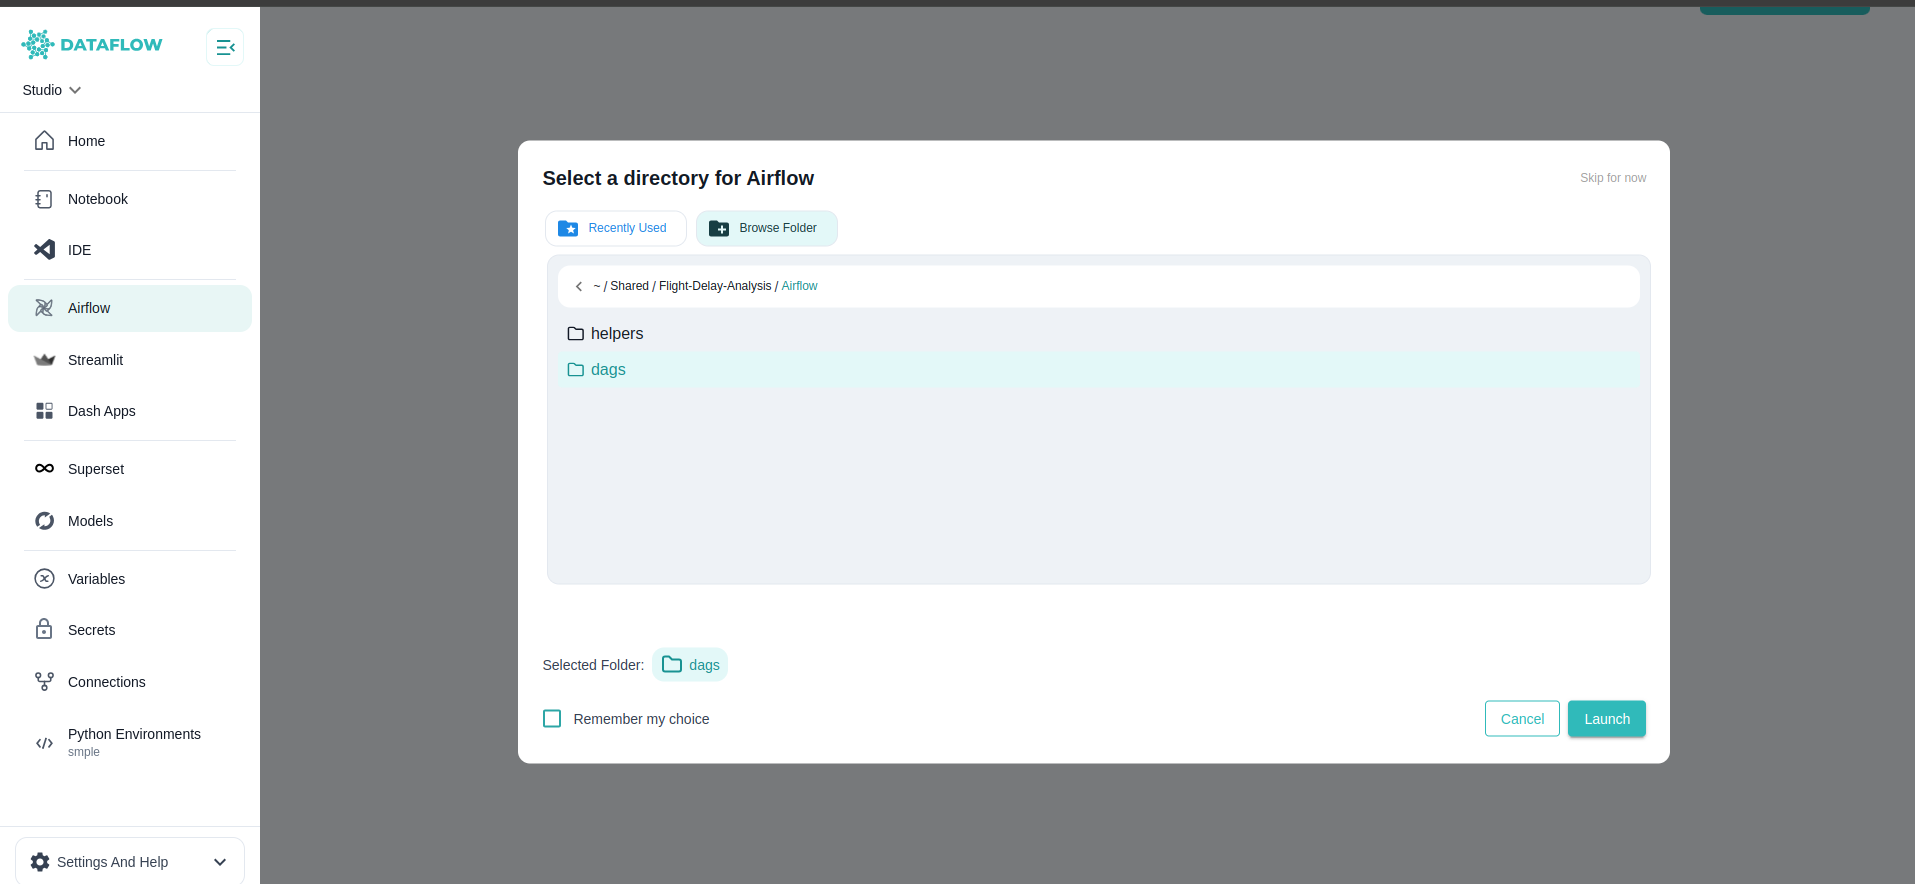 DATAFLOW
Studio
Home
Notebook
IDE
Airflow
Streamlit
Dash Apps
Superset
Models
Variables
Secrets
Connections
Python Environments
smple
Settings And Help
Select a directory for Airflow
Skip for now
Recently Used
Browse Folder
~ / Shared / Flight-Delay-Analysis / Airflow
helpers
dags
Selected Folder: dags
Remember my choice
Cancel
Launch